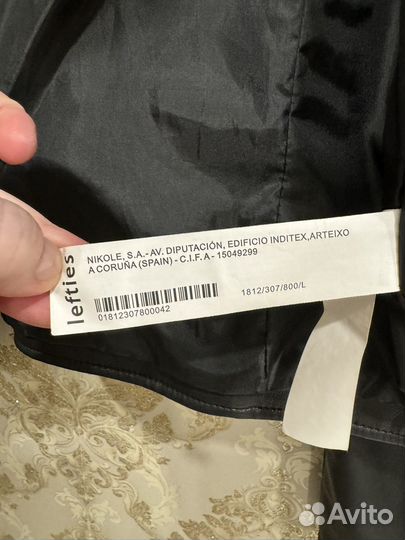 lefties
NIKOLE, S.A.- AV. DIPUTACIÓN, EDIFICIO INDITEX,ARTEIXO
A CORUÑA (SPAIN) - C.I.F. A - 15049299
01812307800042
1812/307/800/L
Avito